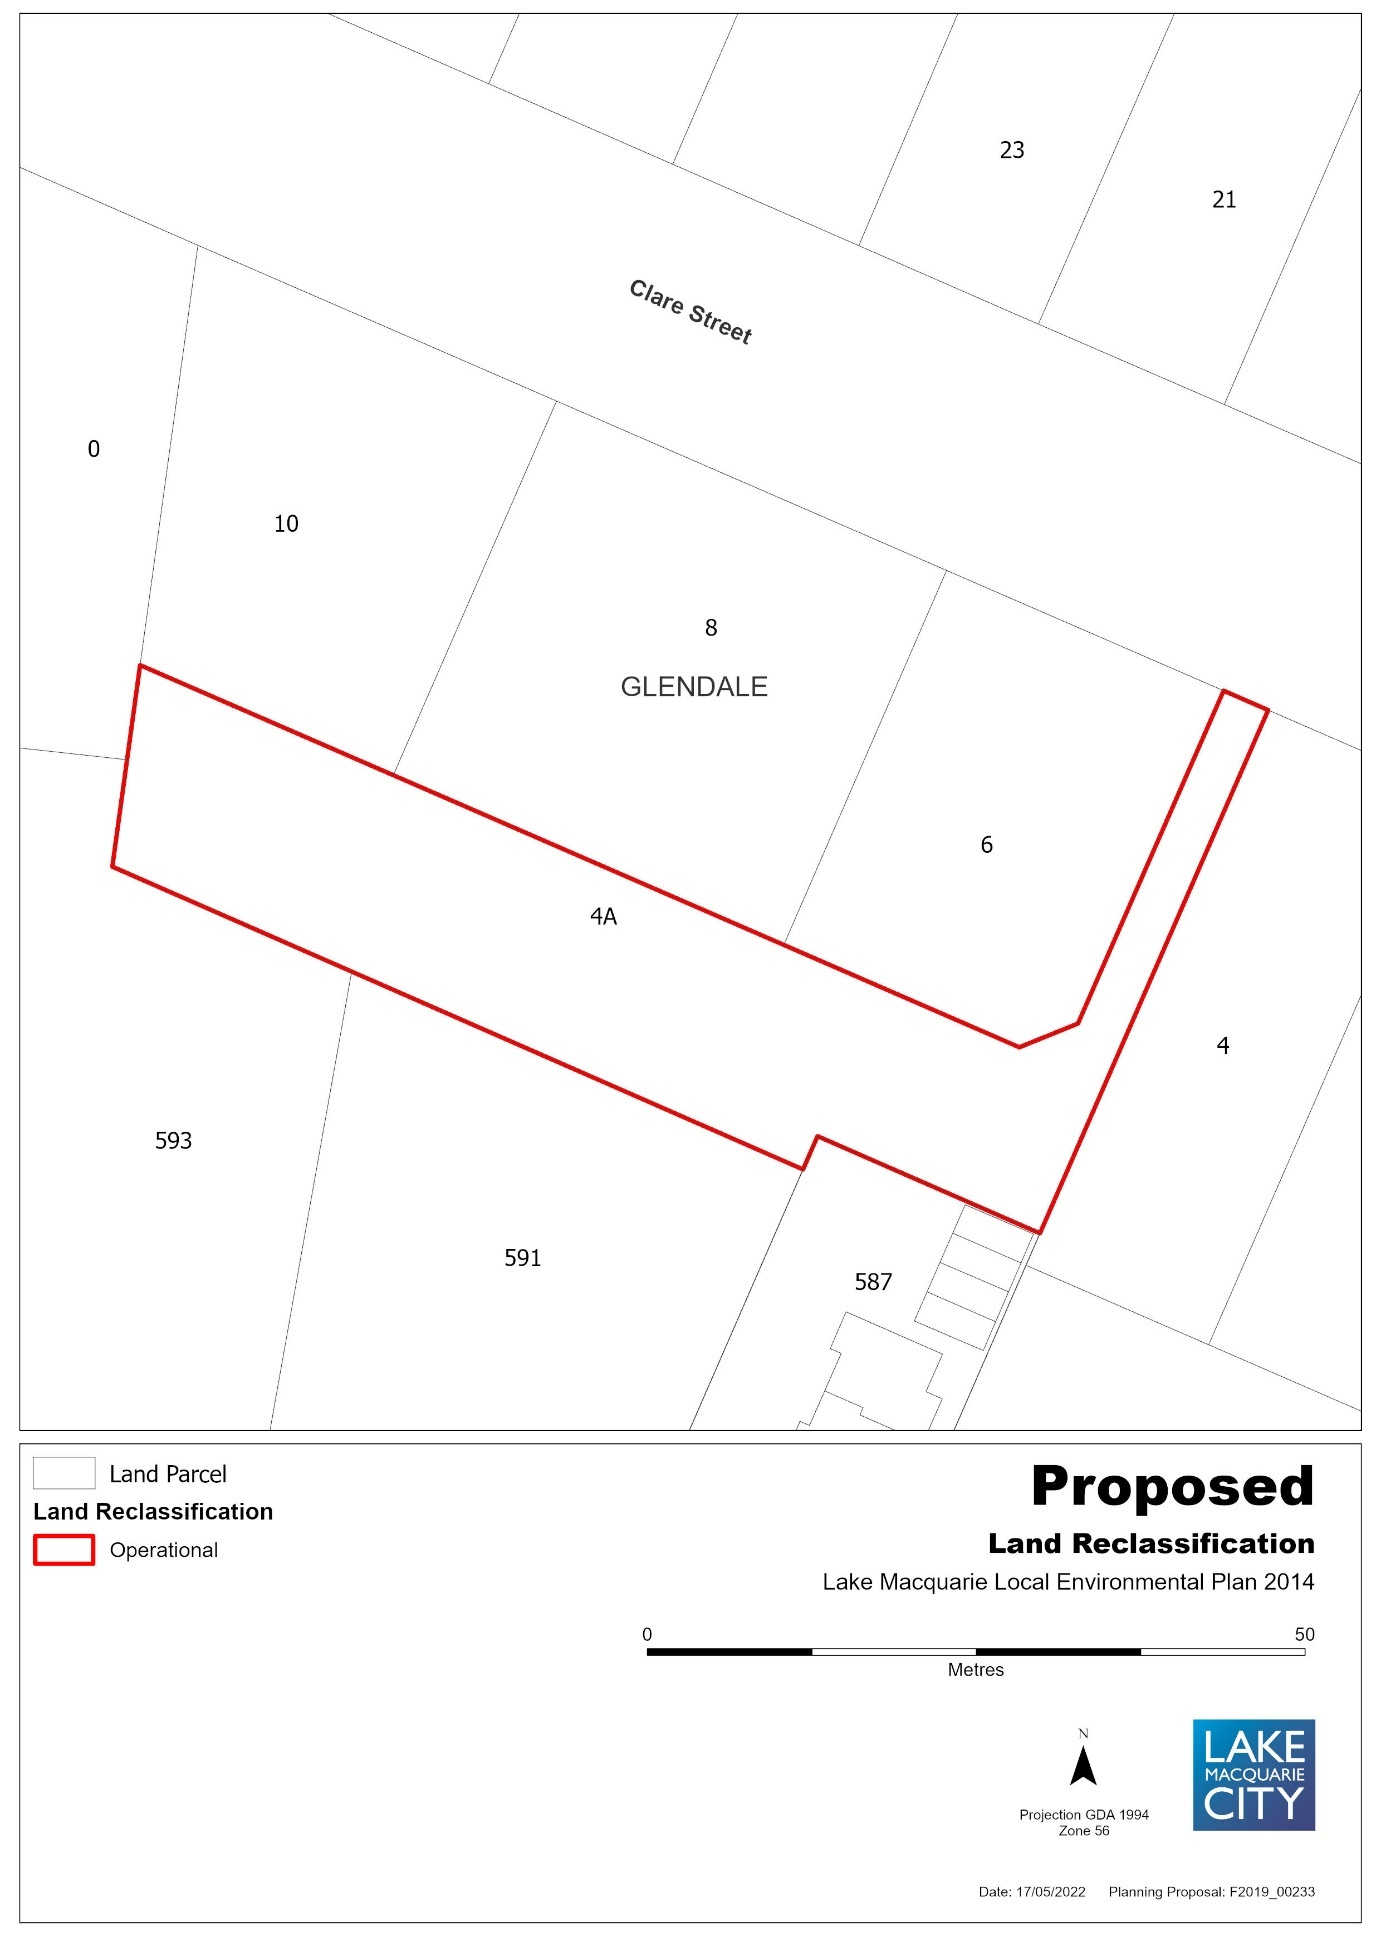 23
21
Clare Street
0
10
8
GLENDALE
6
4A
4
593
591
587
Land Parcel
Land Reclassification
Operational
Proposed
Land Reclassification
Lake Macquarie Local Environmental Plan 2014
0 50
Metres
N
Projection GDA 1994
Zone 56
LAKE
MACQUARIE
CITY
Date: 17/05/2022 Planning Proposal: F2019_00233